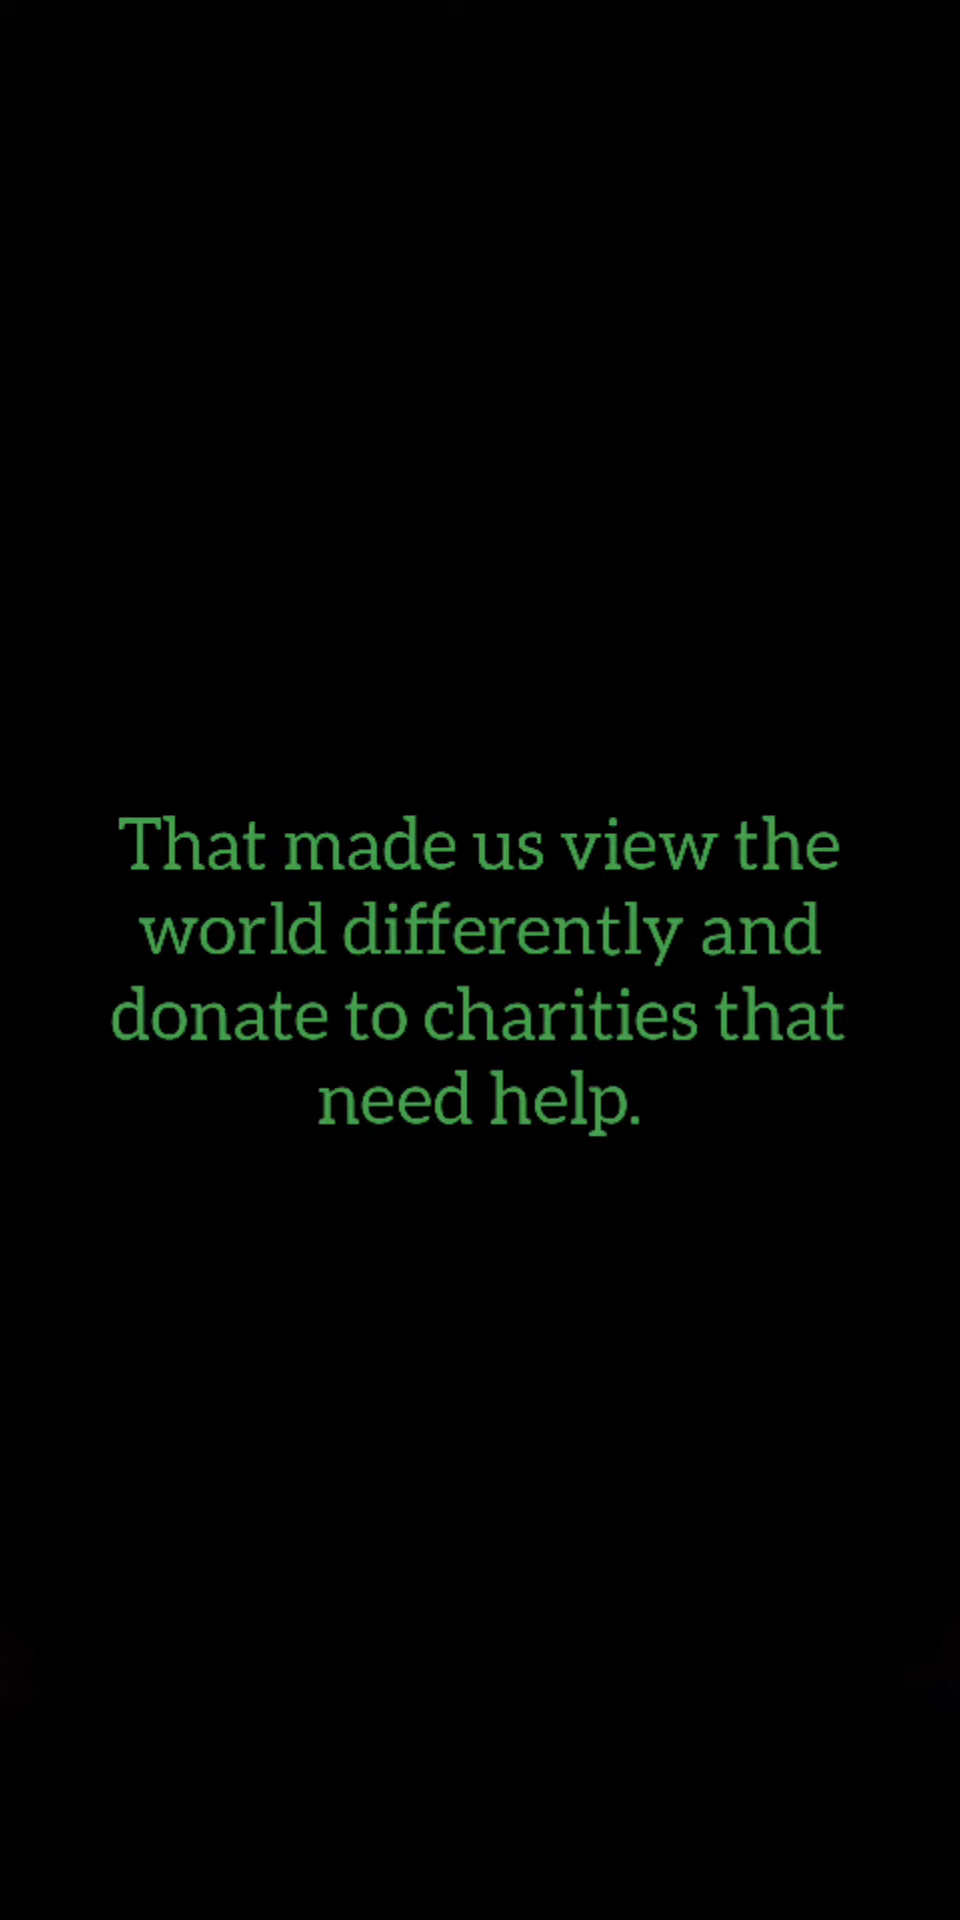 That made us view the
world differently and
donate to charities that
need help.